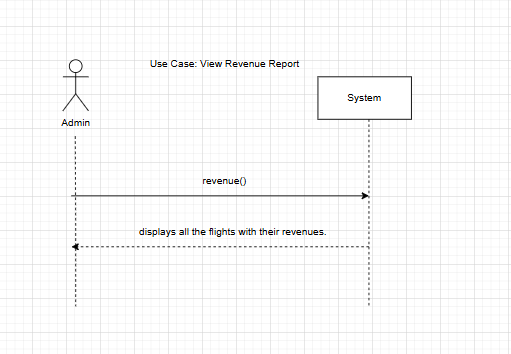 Use Case: View Revenue Report
System
Admin
revenue()
displays all the flights with their revenues.